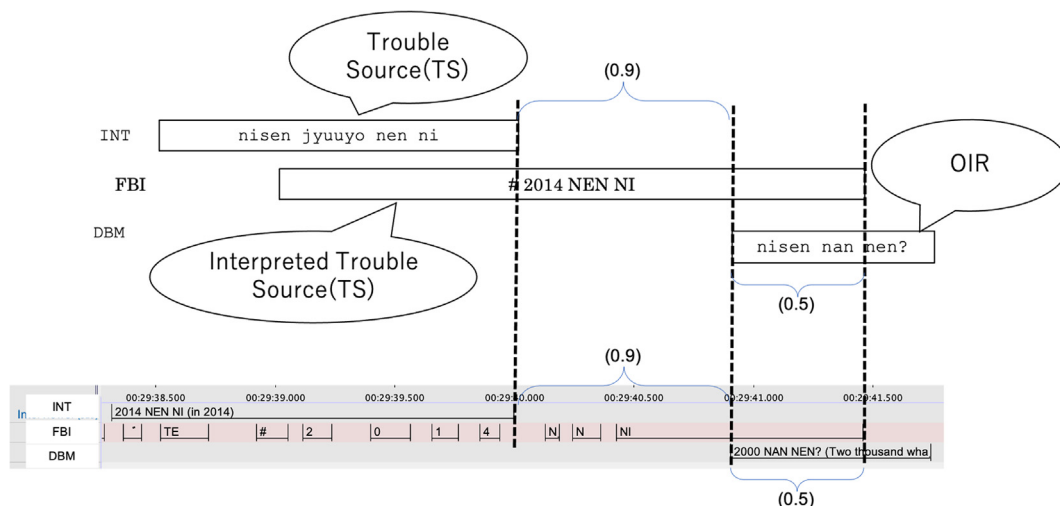 Trouble
Source(TS)
(0.9)
INT
nisen jyuuyo nen ni
OIR
FBI
# 2014 NEN NI
DBM
nisen nan nen?
Interpreted Trouble
Source(TS)
(0.5)
(0.9)
00:29:38.500 00:29:39.000 00:29:39.500 00:29:40.000 00:29:40.500 00:29:41.000 00:29:41.500
INT
2014 NEN NI (in 2014)
FBI
TE # 2 0 1 4 N N NI
DBM
2000 NAN NEN? (Two thousand wha
(0.5)